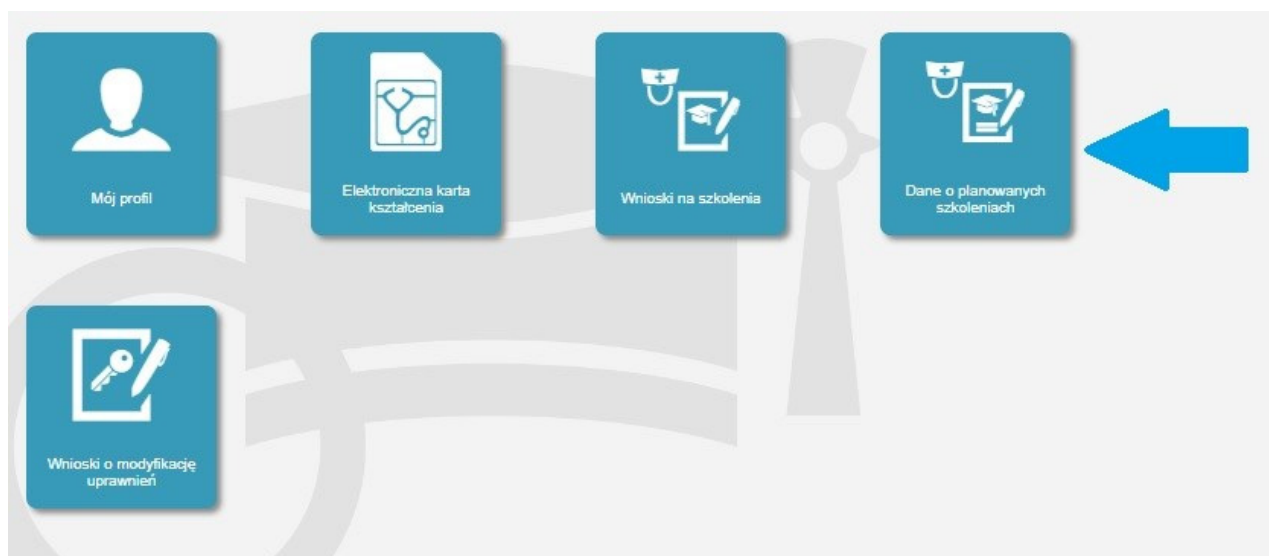 Mój profil
Elektroniczna karta
kształcenia
Wnioski na szkolenia
Dane o planowanych
szkoleniach
Wnioski o modyfikację
uprawnień